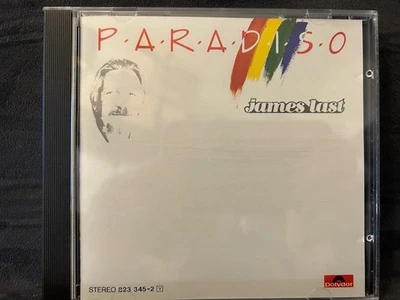 P·A·R·A·D·I·S·O
james last
STEREO 823 345-2 Y
Polydor